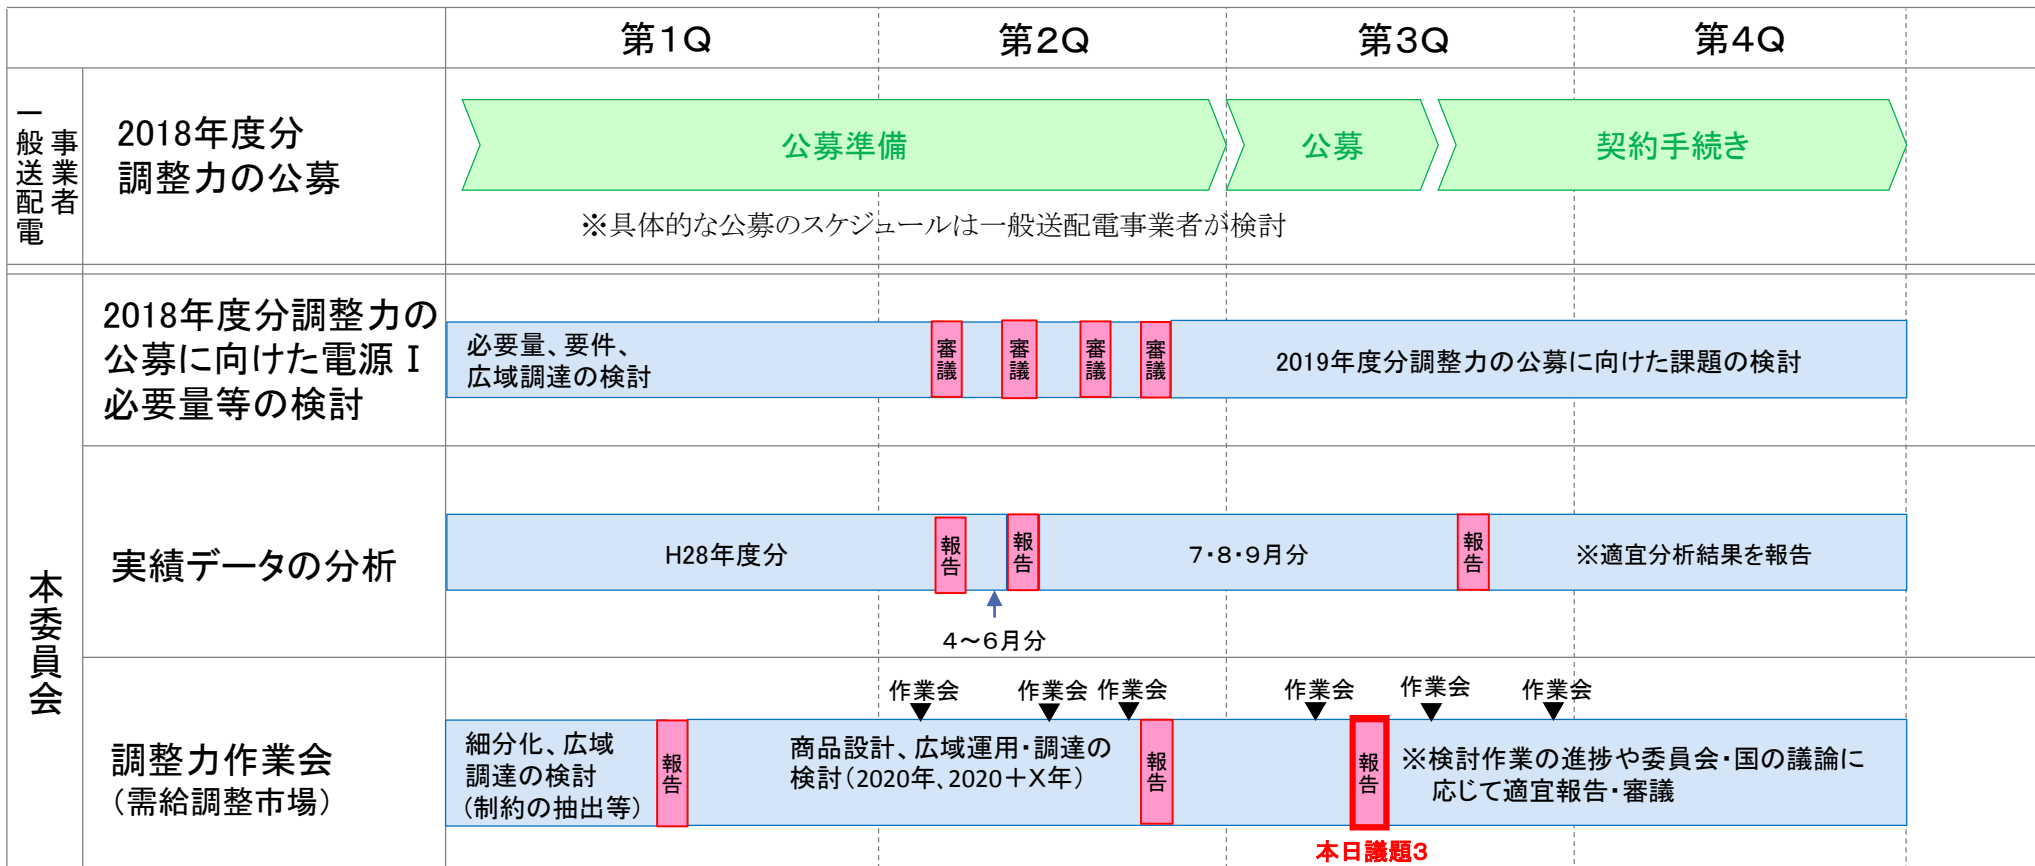 第1Q
第2Q
第3Q
第4Q
一般送配電
事業者
2018年度分
調整力の公募
公募準備
公募
契約手続き
※具体的な公募のスケジュールは一般送配電事業者が検討
本委員会
2018年度分調整力の
公募に向けた電源Ⅰ
必要量等の検討
必要量、要件、
広域調達の検討
審議
審議
審議
審議
2019年度分調整力の公募に向けた課題の検討
実績データの分析
H28年度分
報告
報告
7・8・9月分
報告
※適宜分析結果を報告
4～6月分
調整力作業会
（需給調整市場）
作業会
作業会
作業会
作業会
作業会
作業会
細分化、広域
調達の検討
（制約の抽出等）
報告
商品設計、広域運用・調達の
検討（2020年、2020＋X年）
報告
報告
※検討作業の進捗や委員会・国の議論に
応じて適宜報告・審議
本日議題3